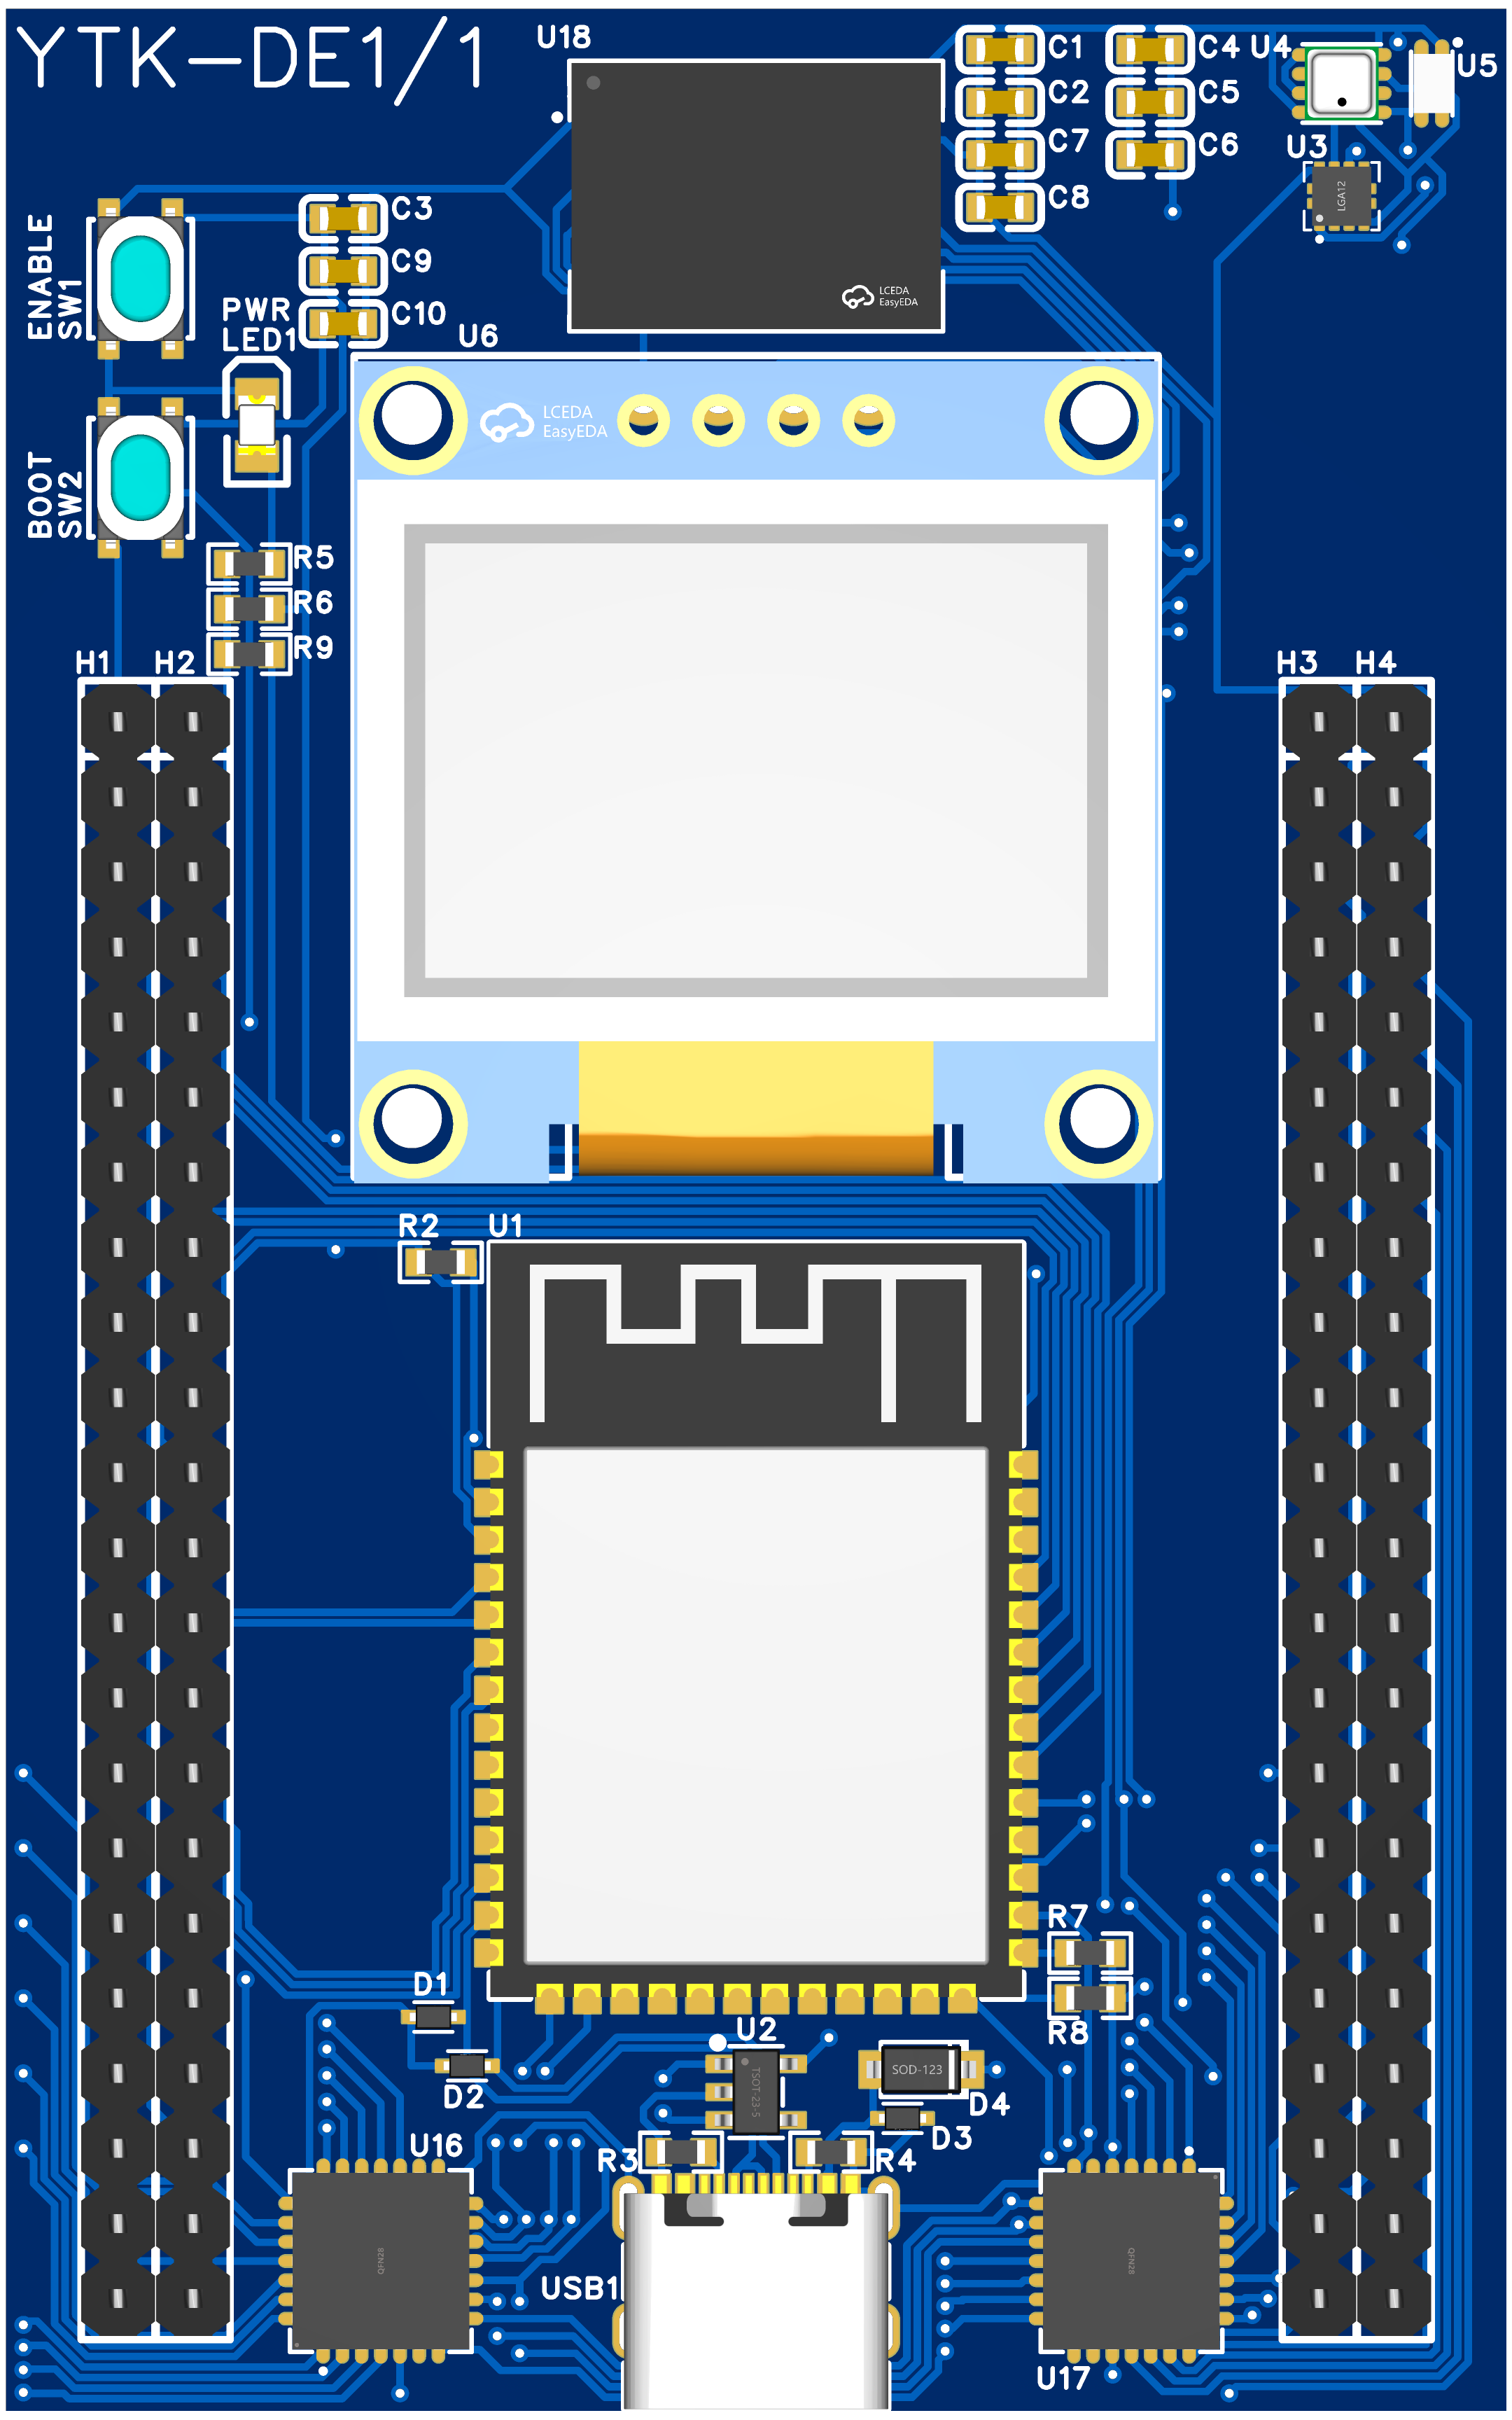 YTK-DE1/1
U18
C1
C4
U4
U5
C2
C5
C7
C6
U3
C8
LGA12
C3
C9
C10
ENABLE
SW1
PWR
LED1
LCEDA
EasyEDA
U6
LCEDA
EasyEDA
BOOT
SW2
R5
R6
R9
H1
H2
H3
H4
R2
U1
R7
R8
D1
D2
U2
TSOT-23-5
SOD-123
D4
D3
R3
R4
U16
QFN28
USB1
QFN28
U17